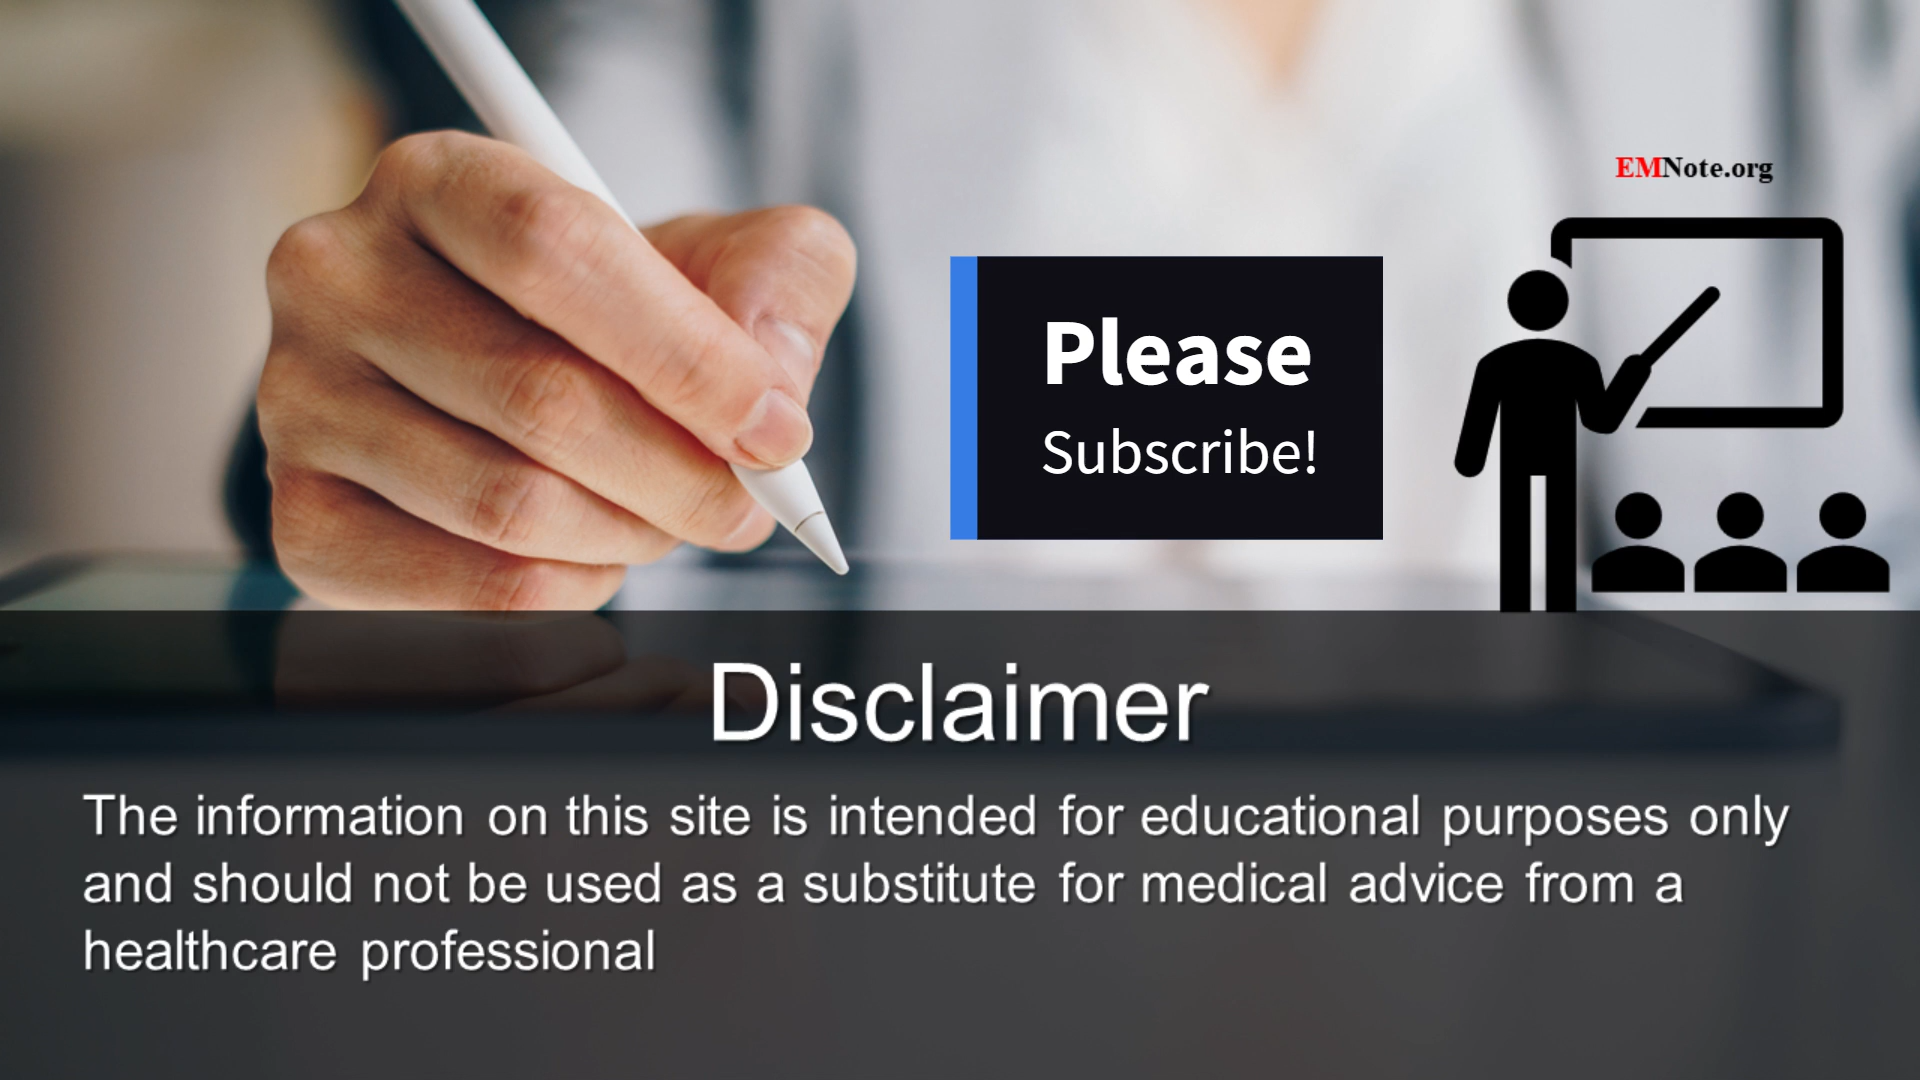 EMNote.org
Please
Subscribe!
Disclaimer
The information on this site is intended for educational purposes only
and should not be used as a substitute for medical advice from a
healthcare professional